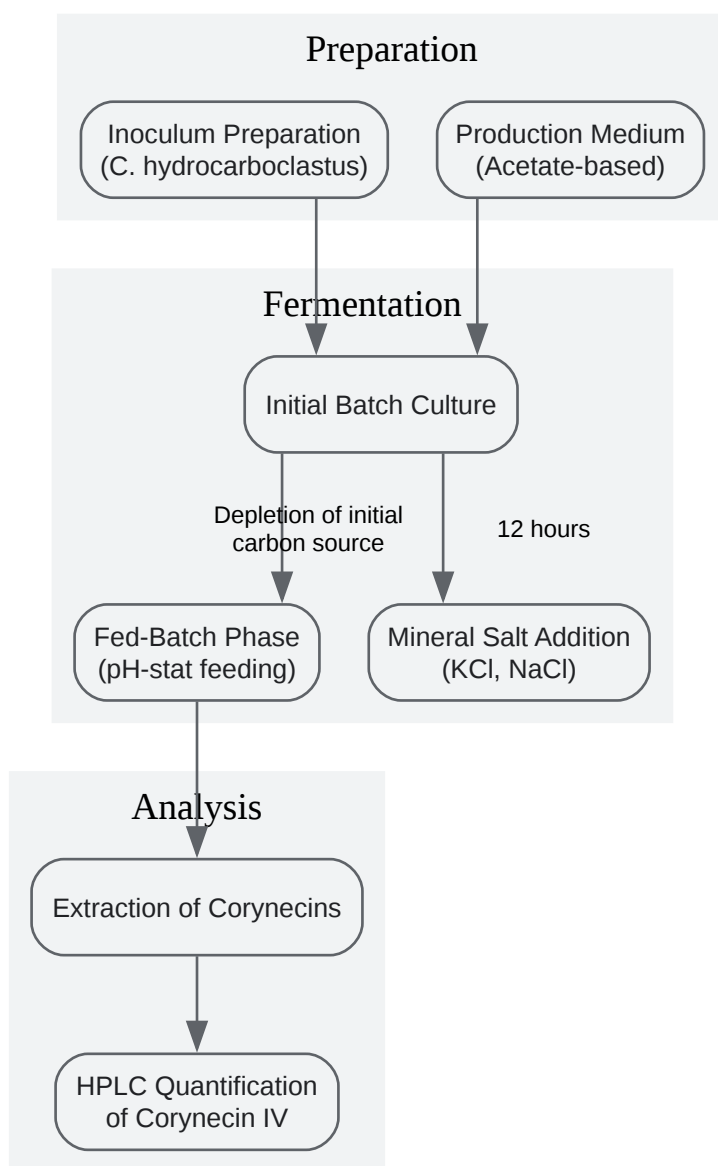 Preparation
Inoculum Preparation
(C. hydrocarboclastus)
Production Medium
(Acetate-based)
Fermentation
Initial Batch Culture
Depletion of initial
carbon source
12 hours
Fed-Batch Phase
(pH-stat feeding)
Mineral Salt Addition
(KCl, NaCl)
Analysis
Extraction of Corynecins
HPLC Quantification
of Corynecin IV